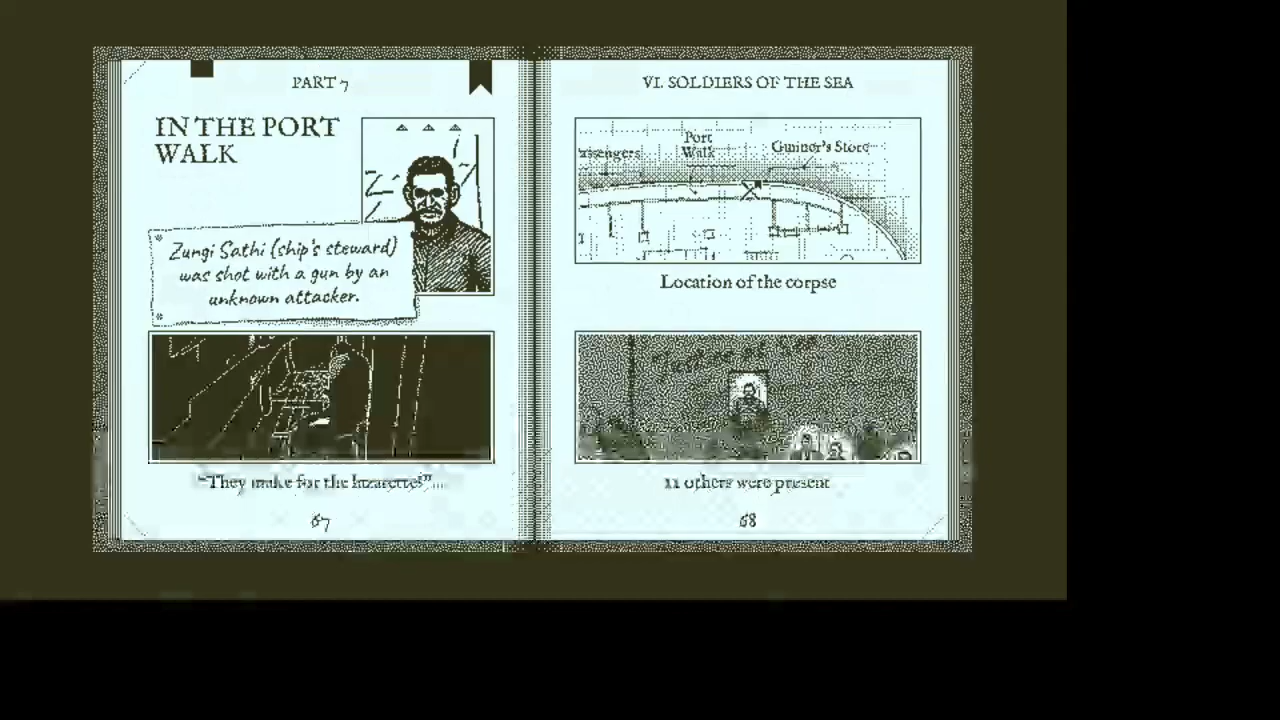 PART 7
IN THE PORT
WALK
Zungi Sathi (ship's steward)
was shot with a gun by an
unknown attacker.
"They make for the lazarette!"...
67
VI. SOLDIERS OF THE SEA
Port
Walk
Gunner's Store
assengers
Location of the corpse
11 others were present
68